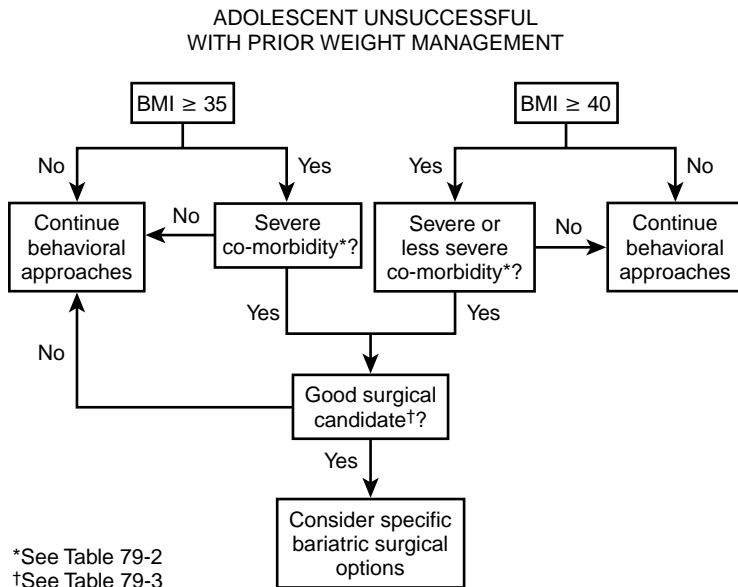 ADOLESCENT UNSUCCESSFUL
WITH PRIOR WEIGHT MANAGEMENT
BMI ≥ 35
BMI ≥ 40
No
Yes
Yes
No
Continue
behavioral
approaches
No
Severe
co-morbidity*?
Severe or
less severe
co-morbidity*?
No
Continue
behavioral
approaches
Yes
Yes
No
Good surgical
candidate†?
Yes
Consider specific
bariatric surgical
options
*See Table 79-2
†See Table 79-3